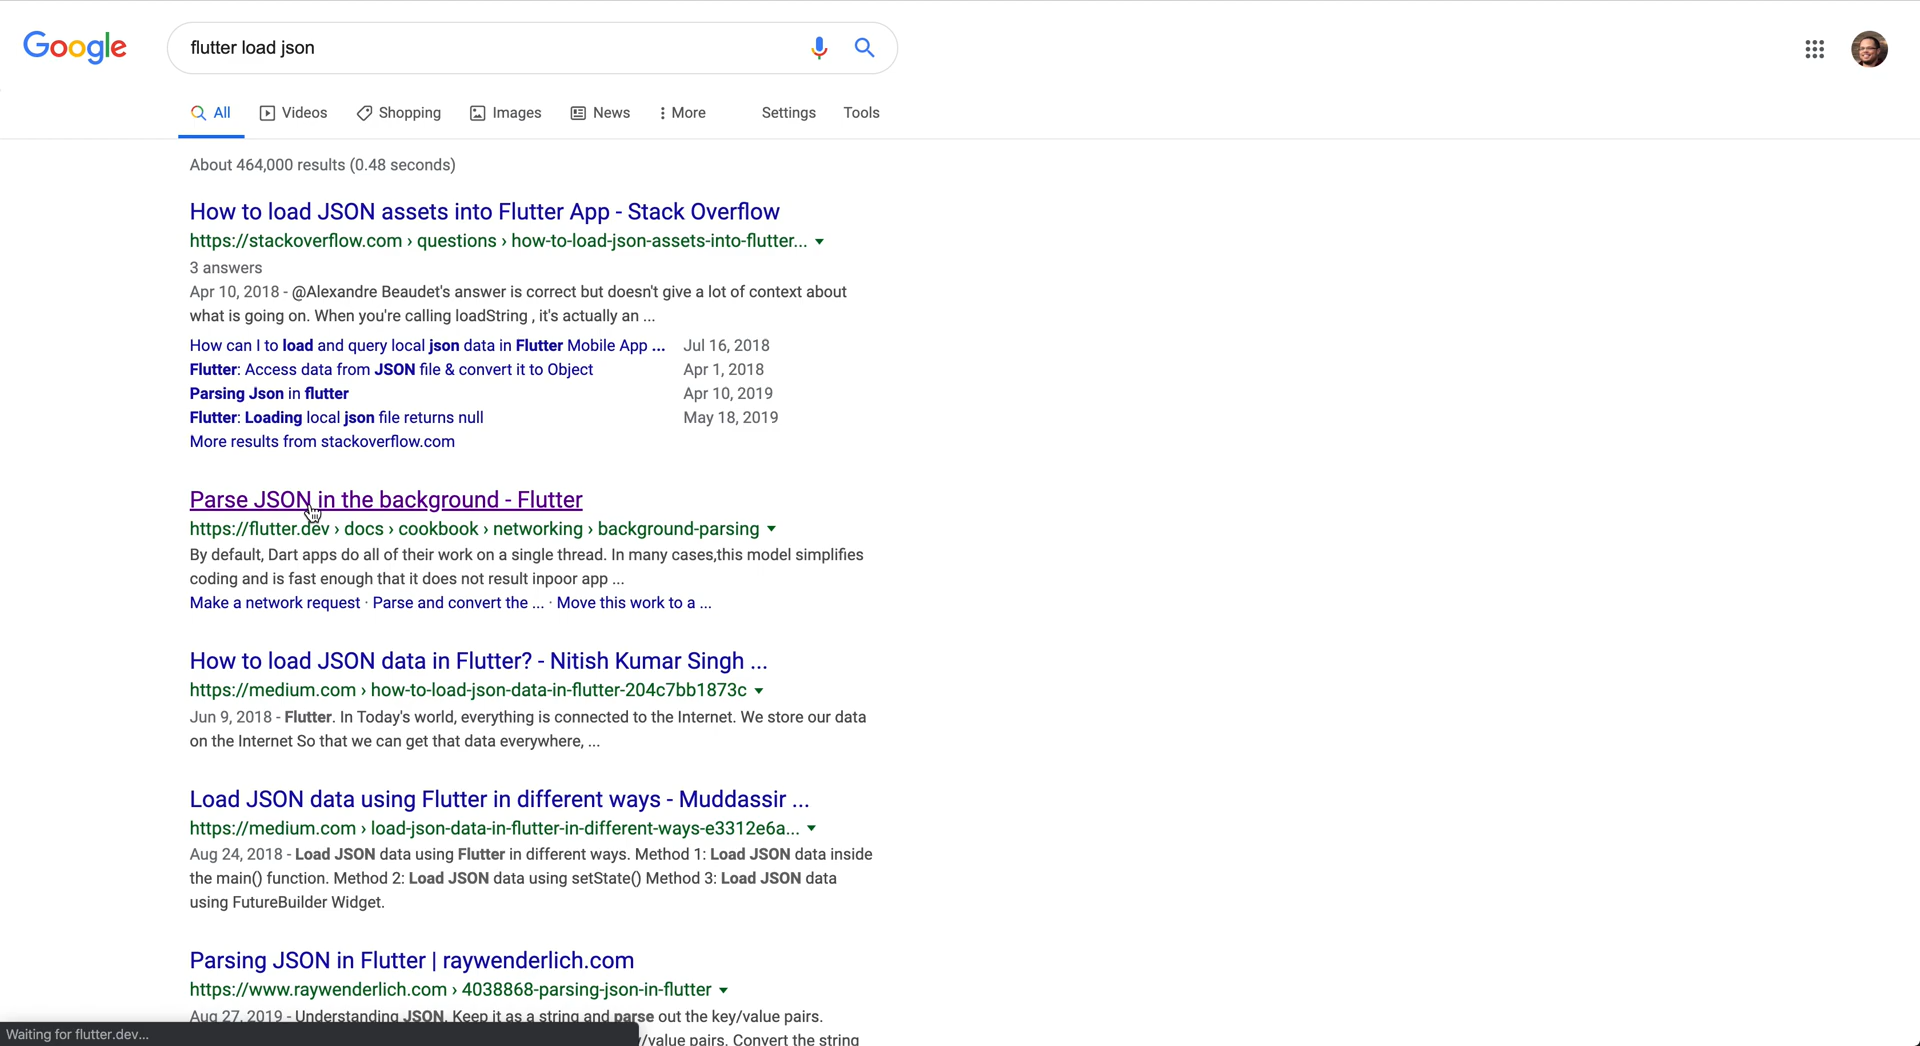 Google
flutter load json
All Videos Shopping Images News More Settings Tools
About 464,000 results (0.48 seconds)
How to load JSON assets into Flutter App - Stack Overflow
https://stackoverflow.com › questions › how-to-load-json-assets-into-flutter...
3 answers
Apr 10, 2018 - @Alexandre Beaudet's answer is correct but doesn't give a lot of context about
what is going on. When you're calling loadString , it's actually an ...
How can I to load and query local json data in Flutter Mobile App ... Jul 16, 2018
Flutter: Access data from JSON file & convert it to Object Apr 1, 2018
Parsing Json in flutter Apr 10, 2019
Flutter: Loading local json file returns null May 18, 2019
More results from stackoverflow.com
Parse JSON in the background - Flutter
https://flutter.dev › docs › cookbook › networking › background-parsing
By default, Dart apps do all of their work on a single thread. In many cases,this model simplifies
coding and is fast enough that it does not result inpoor app ...
Make a network request · Parse and convert the ... · Move this work to a ...
How to load JSON data in Flutter? - Nitish Kumar Singh ...
https://medium.com › how-to-load-json-data-in-flutter-204c7bb1873c
Jun 9, 2018 - Flutter. In Today's world, everything is connected to the Internet. We store our data
on the Internet So that we can get that data everywhere, ...
Load JSON data using Flutter in different ways - Muddassir ...
https://medium.com › load-json-data-in-flutter-in-different-ways-e3312e6a...
Aug 24, 2018 - Load JSON data using Flutter in different ways. Method 1: Load JSON data inside
the main() function. Method 2: Load JSON data using setState() Method 3: Load JSON data
using FutureBuilder Widget.
Parsing JSON in Flutter | raywenderlich.com
https://www.raywenderlich.com › 4038868-parsing-json-in-flutter
Aug 27, 2019 - Understanding JSON. Keep it as a string and parse out the key/value pairs.
Waiting for flutter.dev...
/value pairs. Convert the string